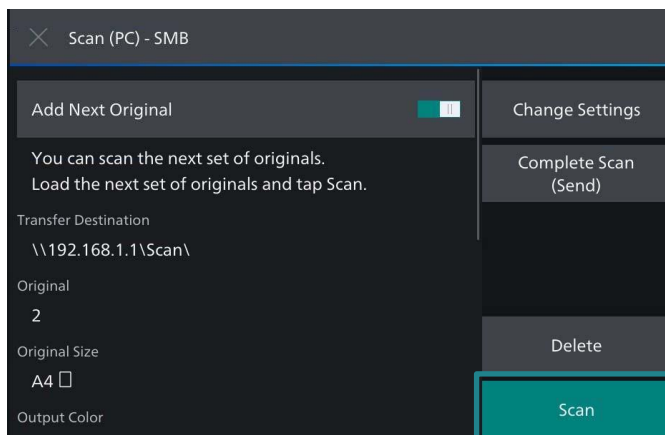 Scan (PC) - SMB
Add Next Original
Change Settings
You can scan the next set of originals.
Load the next set of originals and tap Scan.
Complete Scan
(Send)
Transfer Destination
\\192.168.1.1\Scan\
Original
2
Original Size
A4
Delete
Output Color
Scan